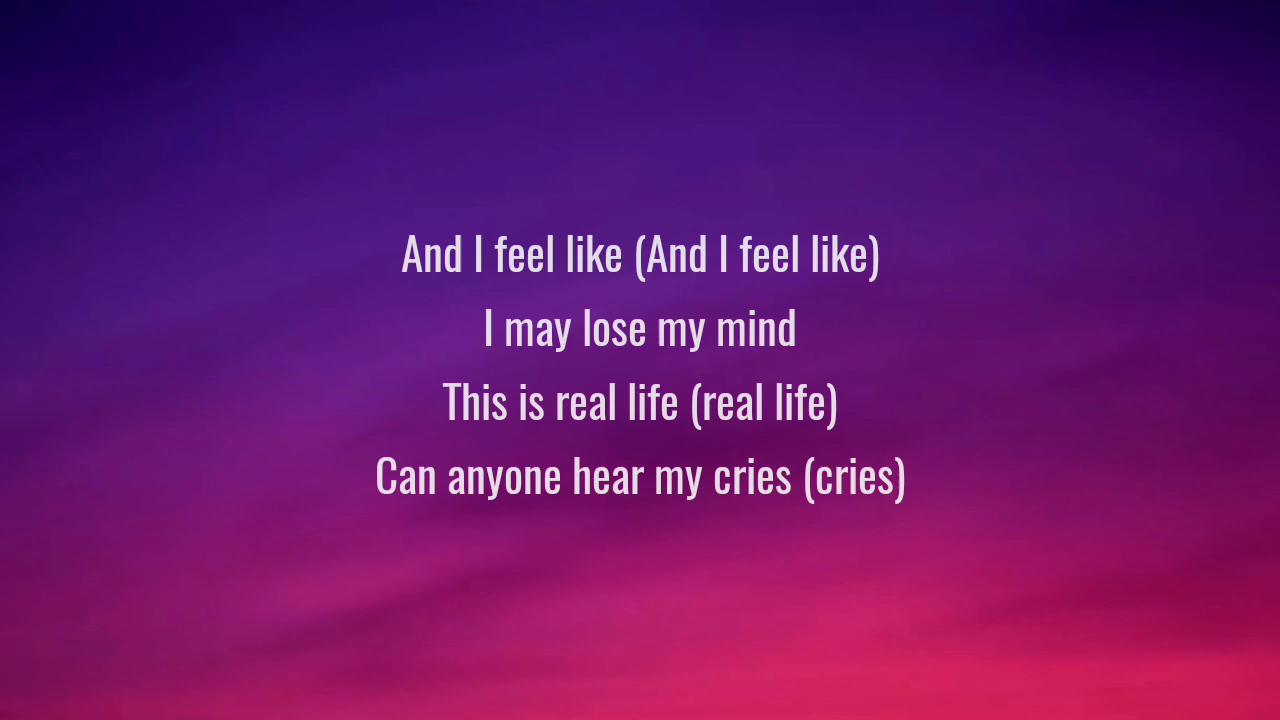 And I feel like (And I feel like)
I may lose my mind
This is real life (real life)
Can anyone hear my cries (cries)